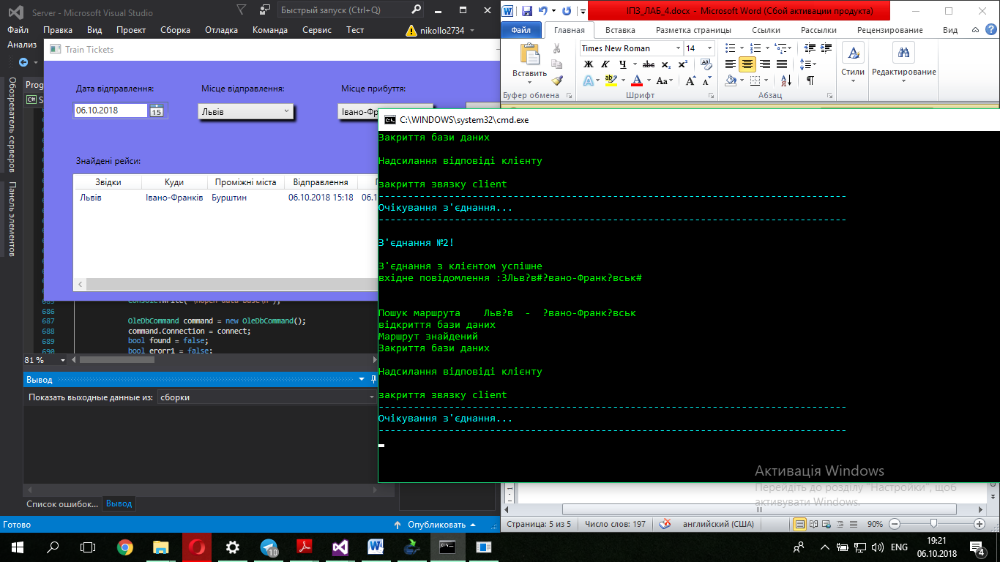 Server - Microsoft Visual Studio
Быстрый запуск (Ctrl+Q)
Файл Правка Вид Проект Сборка Отладка Команда Сервис Тест nikollo2734
Анализ
Обозреватель серверов
Панель элементов
Prog
C#
Train Tickets
Дата відправлення: Місце відправлення: Місце прибуття:
06.10.2018 15 Львів Івано-Фр
Знайдені рейси:
Звідки Куди Проміжні міста Відправлення
Львів Івано-Франків Бурштин 06.10.2018 15:18 06.1
686
687 OleDbCommand command = new OleDbCommand();
688 command.Connection = connect;
689 bool found = false;
690 bool erorr1 = false;
81 %
Вывод
Показать выходные данные из: сборки
Список ошибок... Вывод
Готово Опубликовать
ІПЗ_ЛАБ_4.docx - Microsoft Word (Сбой активации продукта)
Файл Главная Вставка Разметка страницы Ссылки Рассылки Рецензирование Вид
Times New Roman 14
Вставить
Ж К Ч abc x₂ x²
Стили Редактирование
Буфер обмена Шрифт Абзац
C:\WINDOWS\system32\cmd.exe
Закриття бази даних
Надсилання відповіді клієнту
закриття звязку client
--------------------------------------------------------------------------------
Очікування з'єднання...
--------------------------------------------------------------------------------
З'єднання №2!
З'єднання з клієнтом успішне
вхідне повідомлення :3Льв?в#?вано-Франк?вськ#
Пошук маршрута Льв?в - ?вано-Франк?вськ
відкриття бази даних
Маршрут знайдений
Закриття бази даних
Надсилання відповіді клієнту
закриття звязку client
--------------------------------------------------------------------------------
Очікування з'єднання...
--------------------------------------------------------------------------------
Активація Windows
Перейдіть до розділу "Настройки", щоб
активувати Windows.
Страница: 5 из 5 Число слов: 197 английский (США) 90%
10
ENG 19:21
06.10.2018
4